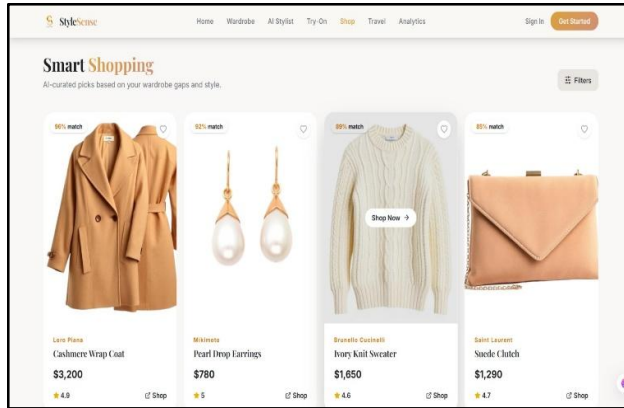 StyleSense Home Wardrobe AI Stylist Try-On Shop Travel Analytics Sign In Get Started
Smart Shopping
AI-curated picks based on your wardrobe gaps and style.
Filters
96% match
92% match
89% match
85% match
Shop Now →
Loro Piana
Cashmere Wrap Coat
$3,200
4.9 Shop
Mikimoto
Pearl Drop Earrings
$780
5 Shop
Brunello Cucinelli
Ivory Knit Sweater
$1,650
4.6 Shop
Saint Laurent
Suede Clutch
$1,290
4.7 Shop